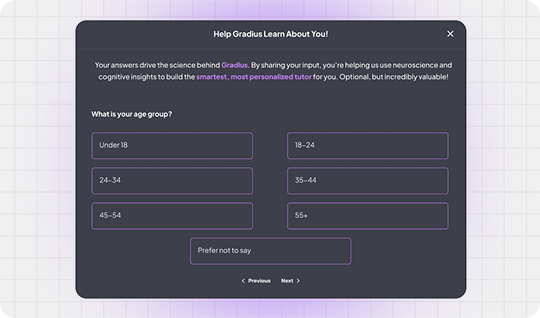 Help Gradius Learn About You!
Your answers drive the science behind Gradius. By sharing your input, you're helping us use neuroscience and
cognitive insights to build the smartest, most personalized tutor for you. Optional, but incredibly valuable!
What is your age group?
Under 18
18-24
24-34
35-44
45-54
55+
Prefer not to say
Previous
Next